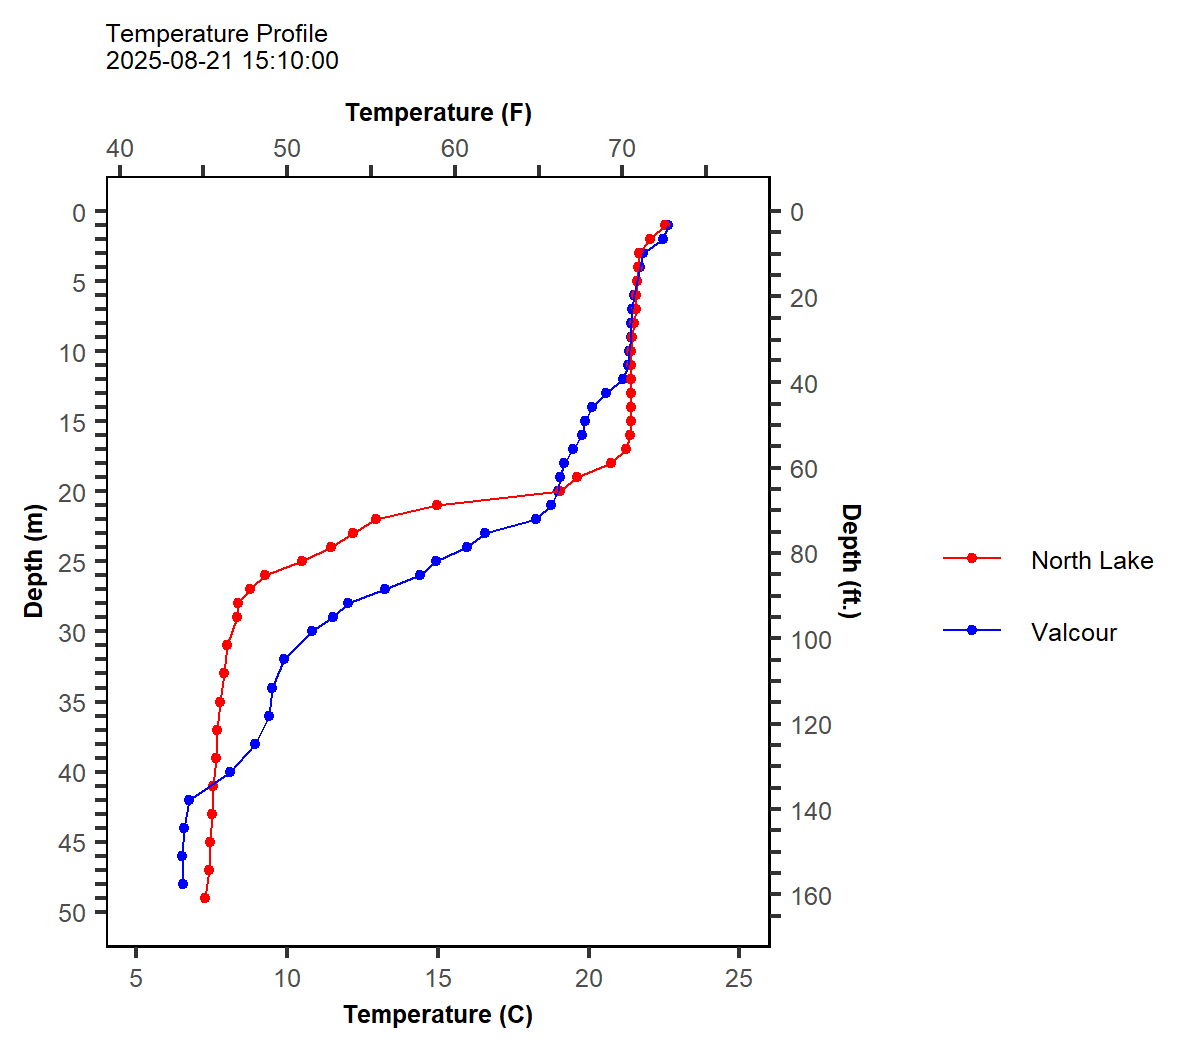 Temperature Profile
2025-08-21 15:10:00
Temperature (F)
40 50 60 70
0 5 10 15 20 25 30 35 40 45 50
Depth (m)
0 20 40 60 80 100 120 140 160
Depth (ft.)
North Lake
Valcour
5 10 15 20 25
Temperature (C)